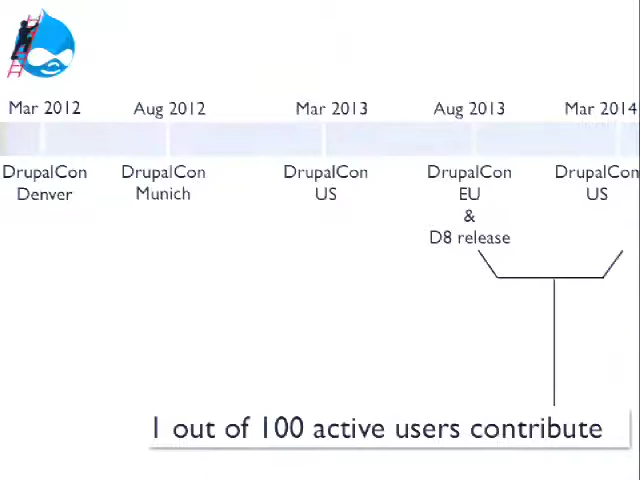 Mar 2012 Aug 2012 Mar 2013 Aug 2013 Mar 2014
DrupalCon DrupalCon DrupalCon DrupalCon DrupalCon
Denver Munich US EU US
&
D8 release
1 out of 100 active users contribute